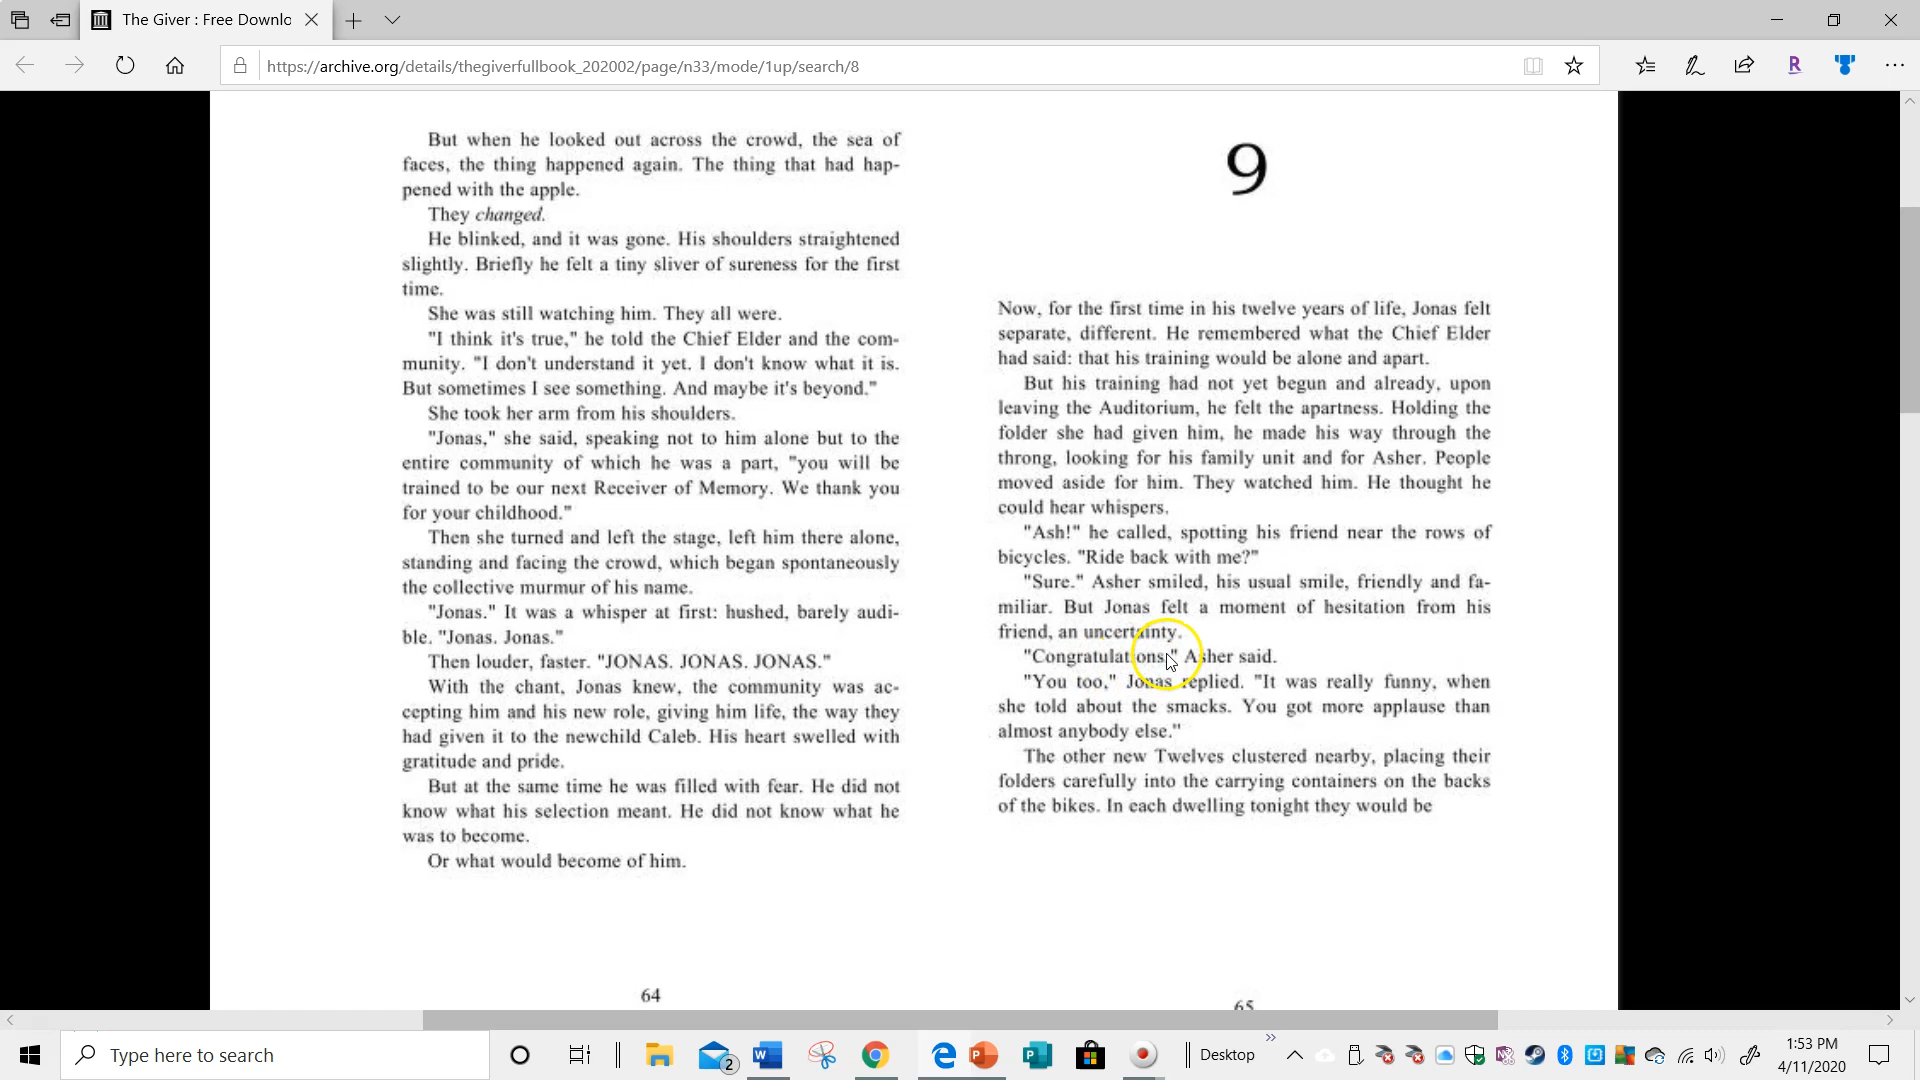 The Giver : Free Downlo
https://archive.org/details/thegiverfullbook_202002/page/n33/mode/1up/search/8
But when he looked out across the crowd, the sea of
faces, the thing happened again. The thing that had hap-
pened with the apple.
They changed.
He blinked, and it was gone. His shoulders straightened
slightly. Briefly he felt a tiny sliver of sureness for the first
time.
She was still watching him. They all were.
"I think it's true," he told the Chief Elder and the com-
munity. "I don't understand it yet. I don't know what it is.
But sometimes I see something. And maybe it's beyond."
She took her arm from his shoulders.
"Jonas," she said, speaking not to him alone but to the
entire community of which he was a part, "you will be
trained to be our next Receiver of Memory. We thank you
for your childhood."
Then she turned and left the stage, left him there alone,
standing and facing the crowd, which began spontaneously
the collective murmur of his name.
"Jonas." It was a whisper at first: hushed, barely audi-
ble. "Jonas. Jonas."
Then louder, faster. "JONAS. JONAS. JONAS."
With the chant, Jonas knew, the community was ac-
cepting him and his new role, giving him life, the way they
had given it to the newchild Caleb. His heart swelled with
gratitude and pride.
But at the same time he was filled with fear. He did not
know what his selection meant. He did not know what he
was to become.
Or what would become of him.
64
9
Now, for the first time in his twelve years of life, Jonas felt
separate, different. He remembered what the Chief Elder
had said: that his training would be alone and apart.
But his training had not yet begun and already, upon
leaving the Auditorium, he felt the apartness. Holding the
folder she had given him, he made his way through the
throng, looking for his family unit and for Asher. People
moved aside for him. They watched him. He thought he
could hear whispers.
"Ash!" he called, spotting his friend near the rows of
bicycles. "Ride back with me?"
"Sure." Asher smiled, his usual smile, friendly and fa-
miliar. But Jonas felt a moment of hesitation from his
friend, an uncertainty.
"Congratulations," Asher said.
"You too," Jonas replied. "It was really funny, when
she told about the smacks. You got more applause than
almost anybody else."
The other new Twelves clustered nearby, placing their
folders carefully into the carrying containers on the backs
of the bikes. In each dwelling tonight they would be
65
Type here to search
2
Desktop
1:53 PM
4/11/2020